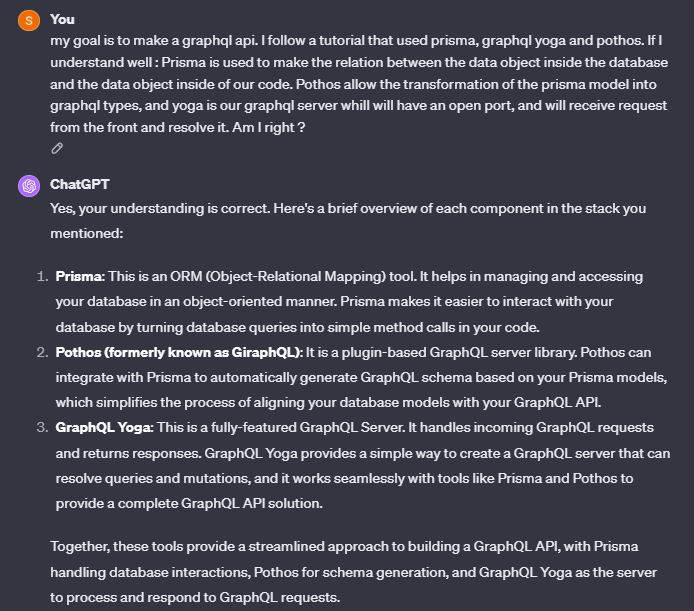 S You
my goal is to make a graphql api. I follow a tutorial that used prisma, graphql yoga and pothos. If I
understand well : Prisma is used to make the relation between the data object inside the database
and the data object inside of our code. Pothos allow the transformation of the prisma model into
graphql types, and yoga is our graphql server whill will have an open port, and will receive request
from the front and resolve it. Am I right ?
ChatGPT
Yes, your understanding is correct. Here's a brief overview of each component in the stack you
mentioned:
1. Prisma: This is an ORM (Object-Relational Mapping) tool. It helps in managing and accessing
your database in an object-oriented manner. Prisma makes it easier to interact with your
database by turning database queries into simple method calls in your code.
2. Pothos (formerly known as GiraphQL): It is a plugin-based GraphQL server library. Pothos can
integrate with Prisma to automatically generate GraphQL schema based on your Prisma models,
which simplifies the process of aligning your database models with your GraphQL API.
3. GraphQL Yoga: This is a fully-featured GraphQL Server. It handles incoming GraphQL requests
and returns responses. GraphQL Yoga provides a simple way to create a GraphQL server that can
resolve queries and mutations, and it works seamlessly with tools like Prisma and Pothos to
provide a complete GraphQL API solution.
Together, these tools provide a streamlined approach to building a GraphQL API, with Prisma
handling database interactions, Pothos for schema generation, and GraphQL Yoga as the server
to process and respond to GraphQL requests.